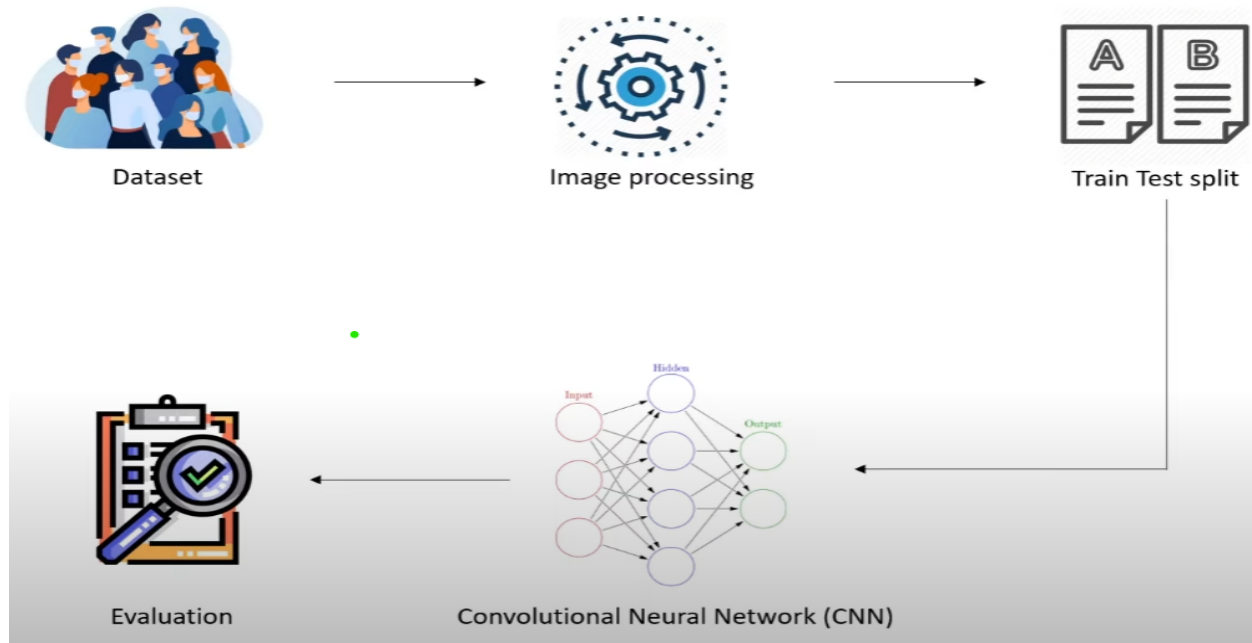 Dataset
Image processing
A
B
Train Test split
Hidden
Input
Output
Evaluation
Convolutional Neural Network (CNN)